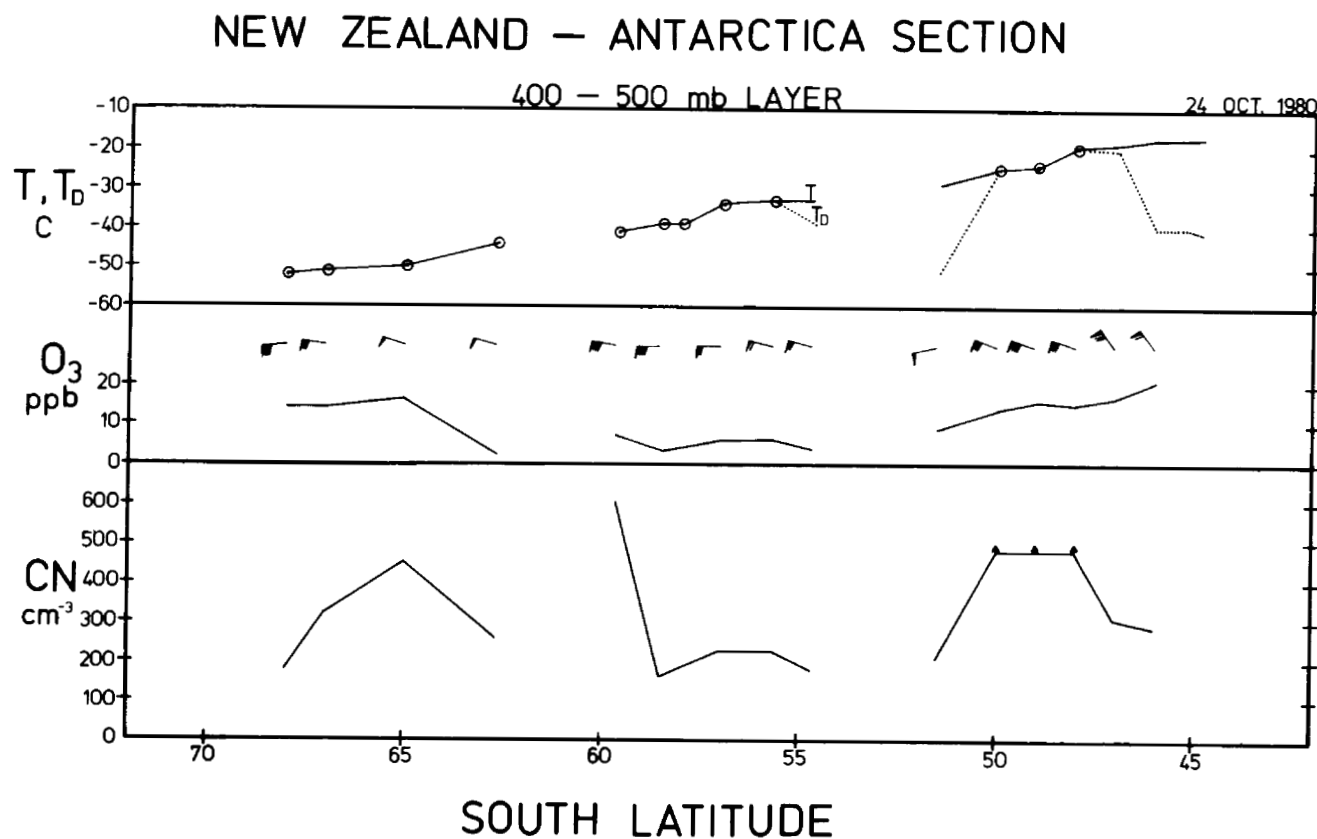 NEW ZEALAND — ANTARCTICA SECTION
400 — 500 mb LAYER
24 OCT. 1980
-10
-20
-30
-40
-50
-60
T, T_D
C
T
T_D
O₃
ppb
20
10
0
CN
cm⁻³
600
500
400
300
200
100
0
70
65
60
55
50
45
SOUTH LATITUDE